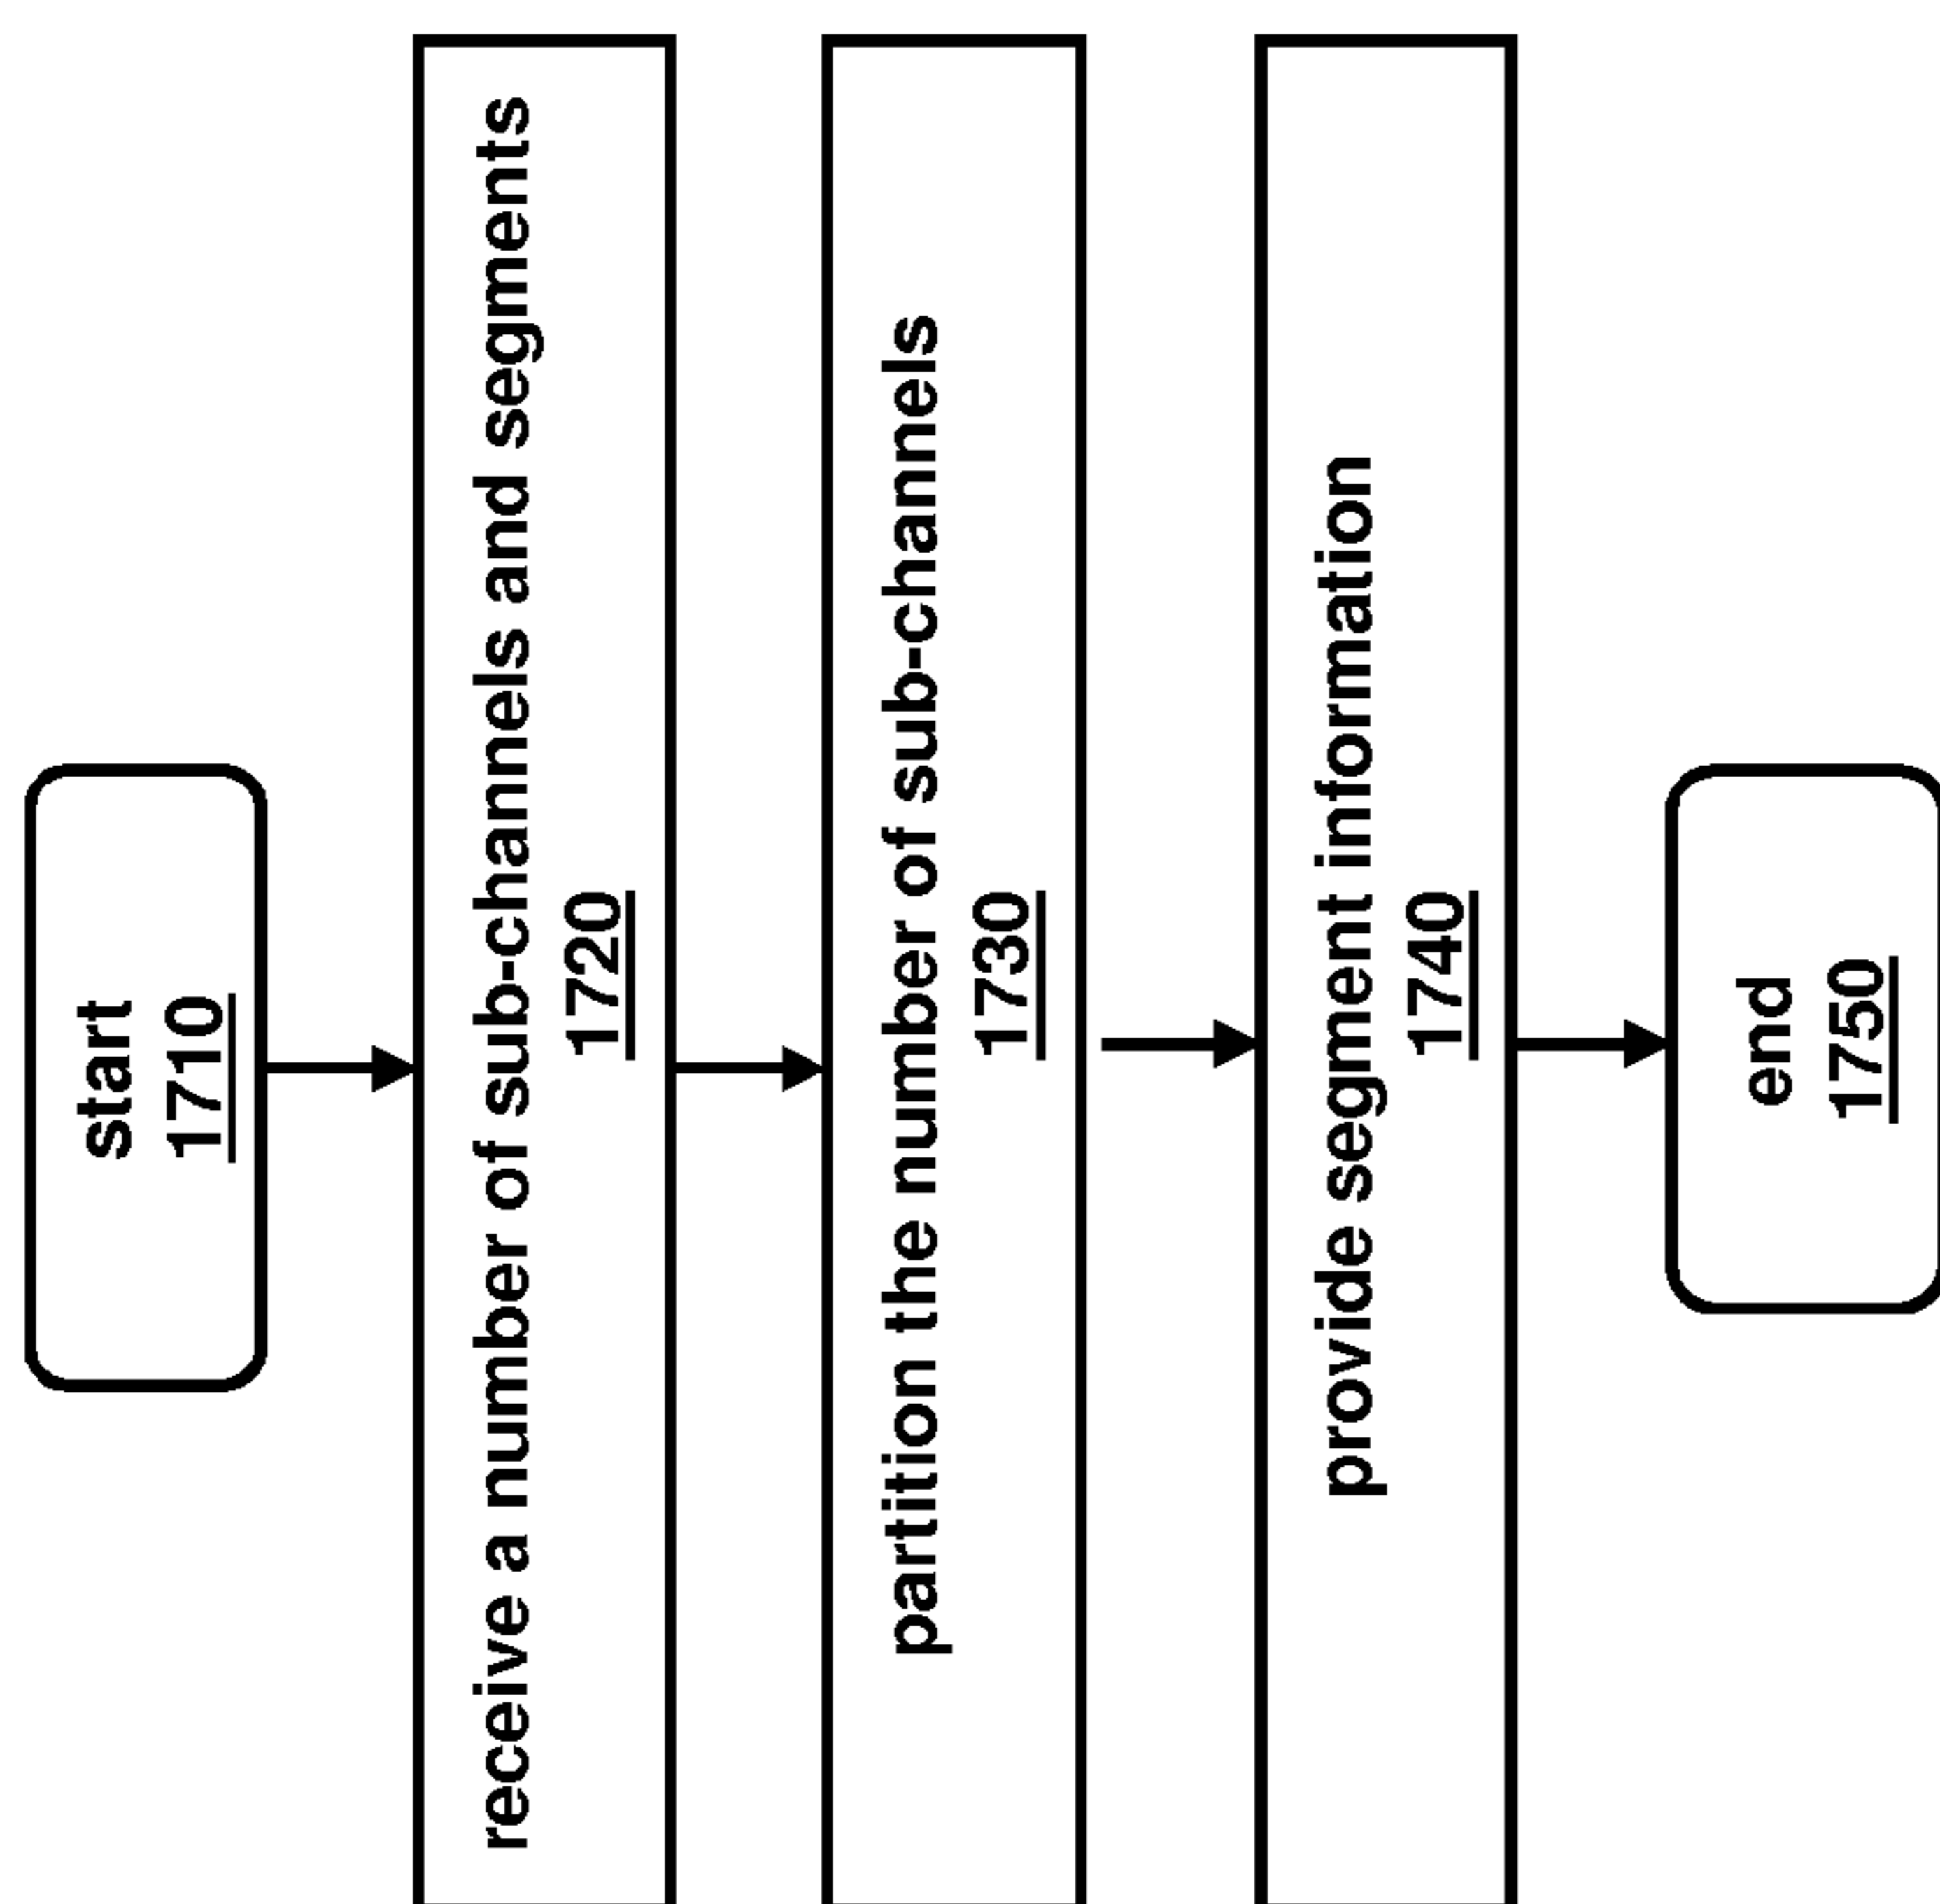 start
1710
receive a number of sub-channels and segments
1720
partition the number of sub-channels
1730
provide segment information
1740
end
1750